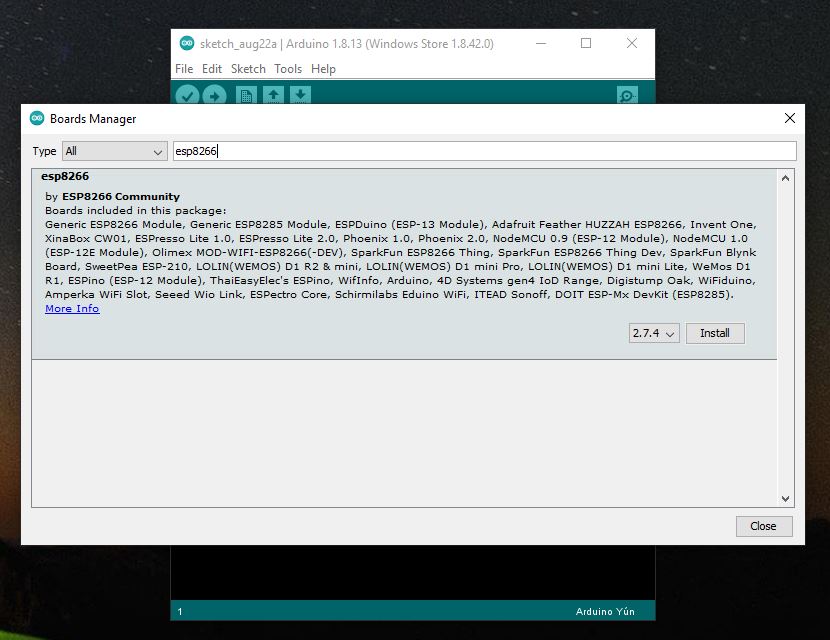 sketch_aug22a | Arduino 1.8.13 (Windows Store 1.8.42.0)
File Edit Sketch Tools Help
Boards Manager
Type All esp8266
esp8266
by ESP8266 Community
Boards included in this package:
Generic ESP8266 Module, Generic ESP8285 Module, ESPDuino (ESP-13 Module), Adafruit Feather HUZZAH ESP8266, Invent One,
XinaBox CW01, ESPresso Lite 1.0, ESPresso Lite 2.0, Phoenix 1.0, Phoenix 2.0, NodeMCU 0.9 (ESP-12 Module), NodeMCU 1.0
(ESP-12E Module), Olimex MOD-WIFI-ESP8266(-DEV), SparkFun ESP8266 Thing, SparkFun ESP8266 Thing Dev, SparkFun Blynk
Board, SweetPea ESP-210, LOLIN(WEMOS) D1 R2 & mini, LOLIN(WEMOS) D1 mini Pro, LOLIN(WEMOS) D1 mini Lite, WeMos D1
R1, ESPino (ESP-12 Module), ThaiEasyElec's ESPino, WifInfo, Arduino, 4D Systems gen4 IoD Range, Digistump Oak, WiFiduino,
Amperka WiFi Slot, Seeed Wio Link, ESPectro Core, Schirmilabs Eduino WiFi, ITEAD Sonoff, DOIT ESP-Mx DevKit (ESP8285).
More Info
2.7.4 Install
Close
1 Arduino Yún